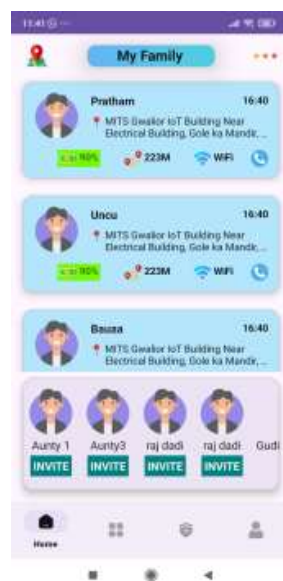 11:41
My Family
Pratham 16:40
MITS Gwalior IoT Building Near
Electrical Building, Gole ka Mandir, ...
90%
223M
WiFi
Uncu 16:40
MITS Gwalior IoT Building Near
Electrical Building, Gole ka Mandir, ...
223M
WiFi
Bauaa 16:40
MITS Gwalior IoT Building Near
Electrical Building, Gole ka Mandir, ...
Aunty 1 Aunty3 raj dadi raj dadi Gudi
INVITE INVITE INVITE INVITE
Home